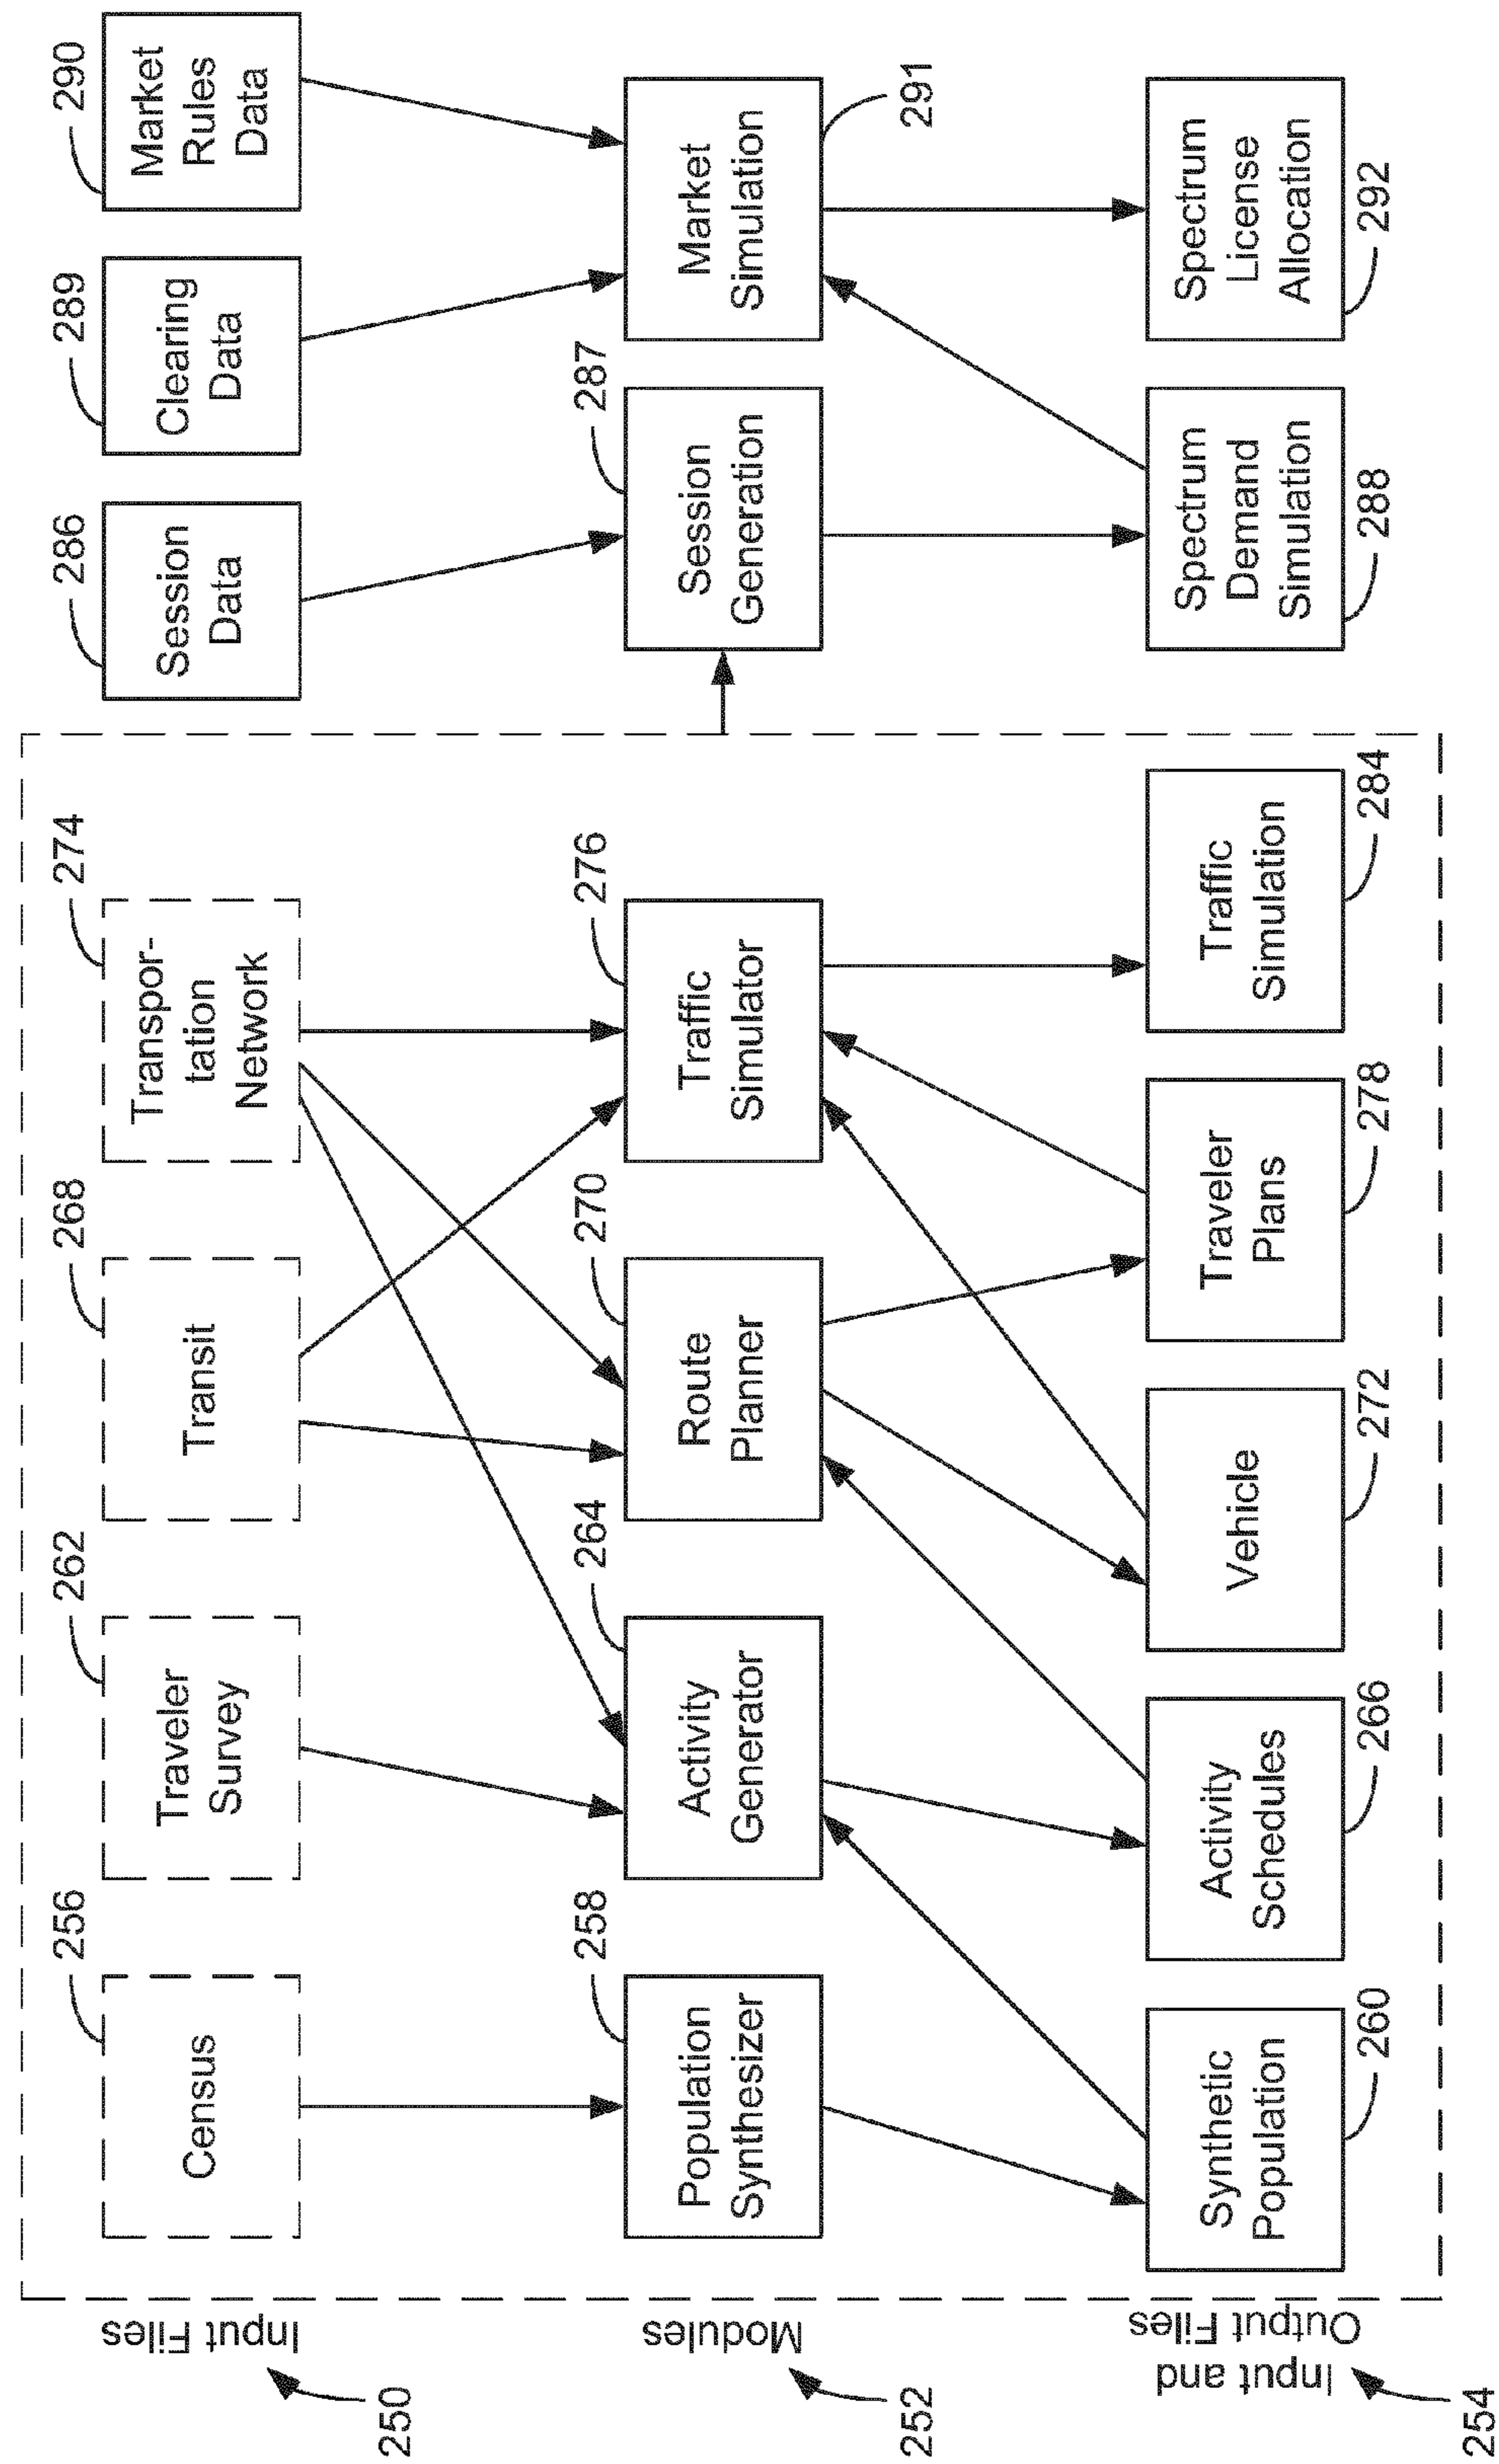 Input Files
250
256
Census
262
Traveler
Survey
268
Transit
274
Transpor-
tation
Network
286
Session
Data
289
Clearing
Data
290
Market
Rules
Data
Modules
252
258
Population
Synthesizer
264
Activity
Generator
270
Route
Planner
276
Traffic
Simulator
287
Session
Generation
Market
Simulation
291
Input and
Output Files
254
Synthetic
Population
260
Activity
Schedules
266
Vehicle
272
Traveler
Plans
278
Traffic
Simulation
284
Spectrum
Demand
Simulation
288
Spectrum
License
Allocation
292